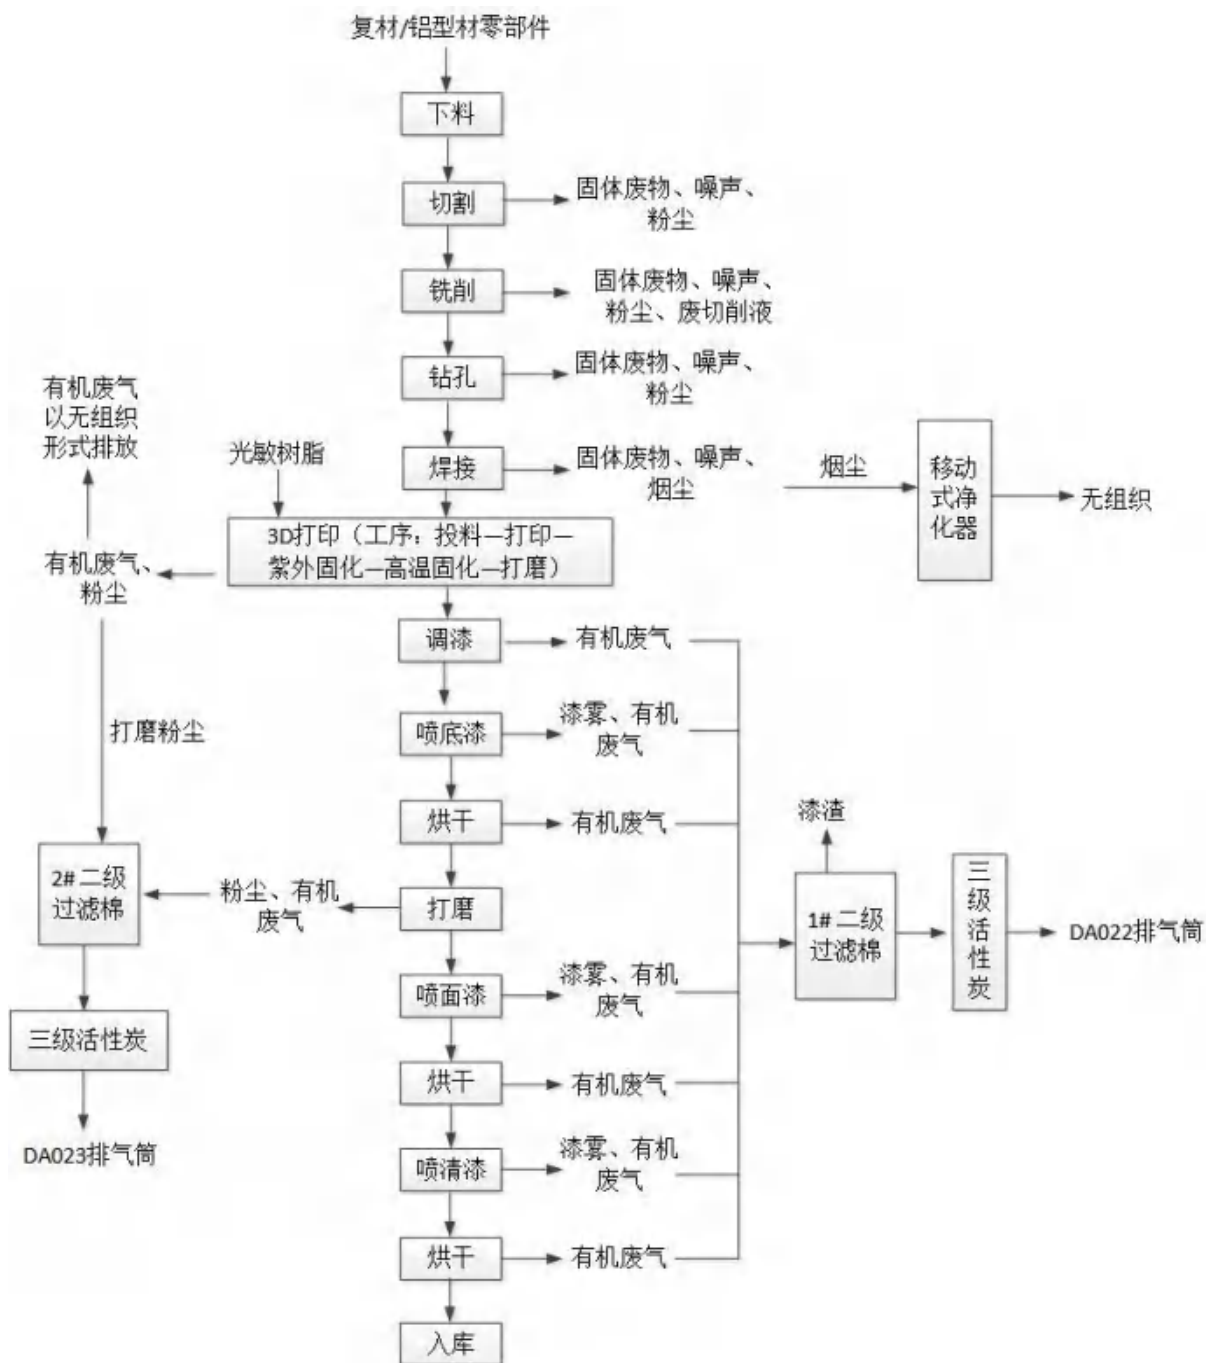 复材/铝型材零部件
下料
切割
固体废物、噪声、
粉尘
铣削
固体废物、噪声、
粉尘、废切削液
钻孔
固体废物、噪声、
粉尘
有机废气
以无组织
形式排放
光敏树脂
焊接
固体废物、噪声、
烟尘
烟尘
移动
式净
化器
无组织
3D打印（工序：投料—打印—
紫外固化—高温固化—打磨）
有机废气、
粉尘
调漆
有机废气
打磨粉尘
喷底漆
漆雾、有机
废气
烘干
有机废气
漆渣
2#二级
过滤棉
粉尘、有机
废气
打磨
1#二级
过滤棉
三
级
活
性
炭
DA022排气筒
喷面漆
漆雾、有机
废气
三级活性炭
烘干
有机废气
DA023排气筒
喷清漆
漆雾、有机
废气
烘干
有机废气
入库